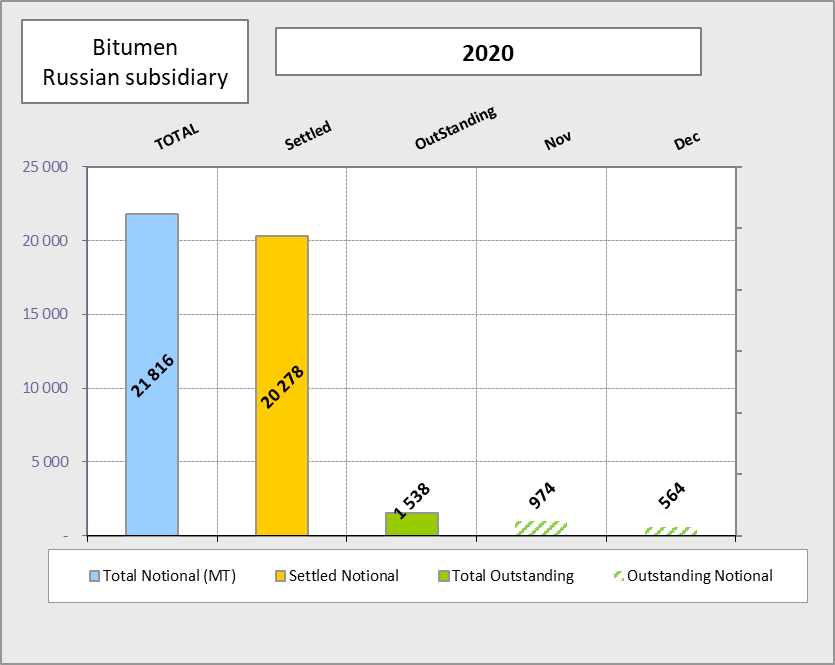 Bitumen
Russian subsidiary
2020
TOTAL
Settled
OutStanding
Nov
Dec
25 000
20 000
15 000
10 000
5 000
-
21 816
20 278
1 538
974
564
Total Notional (MT)
Settled Notional
Total Outstanding
Outstanding Notional